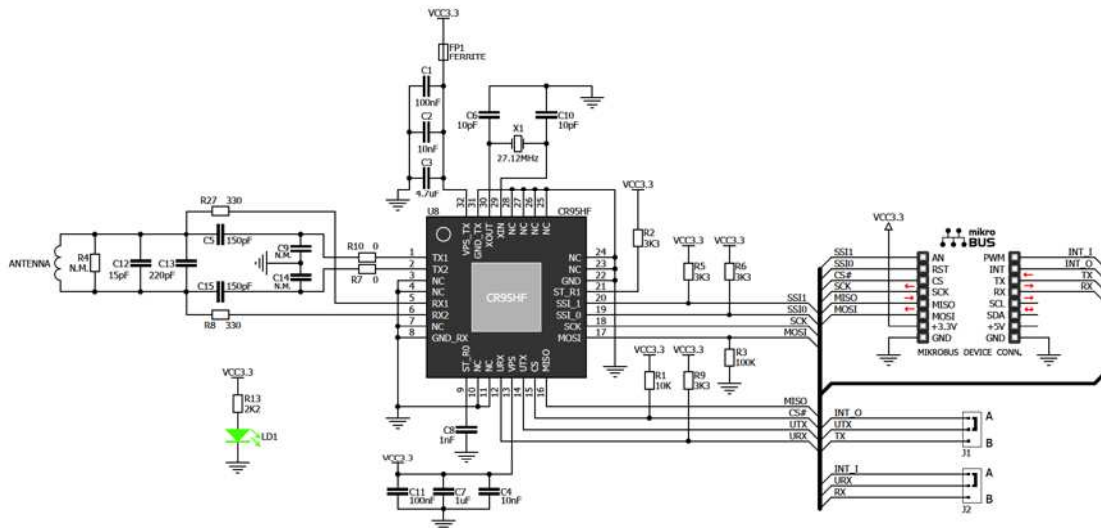 VCC3.3
FP1
FERRITE
C1
100nF
C2
10nF
C3
4.7uF
C6
10pF
C10
10pF
X1
27.12MHz
32
31
30
29
28
27
26
25
U8
CR95HF
VPS_TX
GND_TX
XOUT
XIN
NC
NC
NC
NC
R27 330
C5 150pF
C9
N.M.
R10 0
ANTENNA
R4
N.M.
C12
15pF
C13
220pF
C14
N.M.
R7 0
C15 150pF
R8 330
1 TX1
2 TX2
3 NC
4 NC
5 RX1
6 RX2
7 NC
8 GND_RX
CR95HF
NC 24
NC 23
GND 22
ST_R1 21
SSI_1 20
SSI_0 19
SCK 18
MOSI 17
ST_R0
NC
NC
URX
VPS
UTX
CS
MISO
9
10
11
12
13
14
15
16
VCC3.3
R2
3K3
VCC3.3
R5
3K3
VCC3.3
R6
3K3
SSI1
SSI0
SCK
MOSI
R3
100K
VCC3.3
R1
10K
VCC3.3
R9
3K3
MISO
CS#
UTX
URX
VCC3.3
R13
2K2
LD1
C8
1nF
VCC3.3
C11
100nF
C7
1uF
C4
10nF
VCC3.3
mikro
BUS
SSI1
SSI0
CS#
SCK
MISO
MOSI
AN
RST
CS
SCK
MISO
MOSI
+3.3V
GND
PWM
INT
TX
RX
SCL
SDA
+5V
GND
INT_I
INT_O
TX
RX
MIKROBUS DEVICE CONN.
INT_O
UTX
TX
A
B
J1
INT_I
URX
RX
A
B
J2